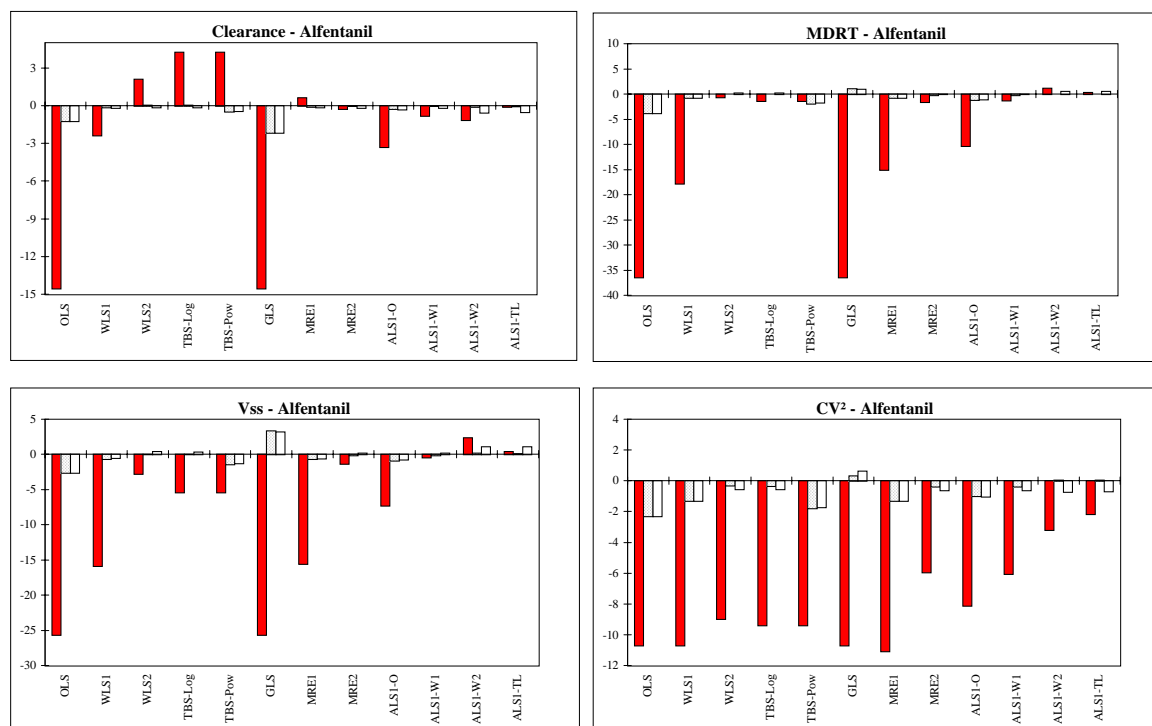 Clearance - Alfentanil
3
0
-3
-6
-9
-12
-15
OLS
WLS1
WLS2
TBS-Log
TBS-Pow
GLS
MRE1
MRE2
ALS1-O
ALS1-W1
ALS1-W2
ALS1-TL
MDRT - Alfentanil
10
5
0
-5
-10
-15
-20
-25
-30
-35
-40
OLS
WLS1
WLS2
TBS-Log
TBS-Pow
GLS
MRE1
MRE2
ALS1-O
ALS1-W1
ALS1-W2
ALS1-TL
Vss - Alfentanil
5
0
-5
-10
-15
-20
-25
-30
OLS
WLS1
WLS2
TBS-Log
TBS-Pow
GLS
MRE1
MRE2
ALS1-O
ALS1-W1
ALS1-W2
ALS1-TL
CV² - Alfentanil
4
2
0
-2
-4
-6
-8
-10
-12
OLS
WLS1
WLS2
TBS-Log
TBS-Pow
GLS
MRE1
MRE2
ALS1-O
ALS1-W1
ALS1-W2
ALS1-TL